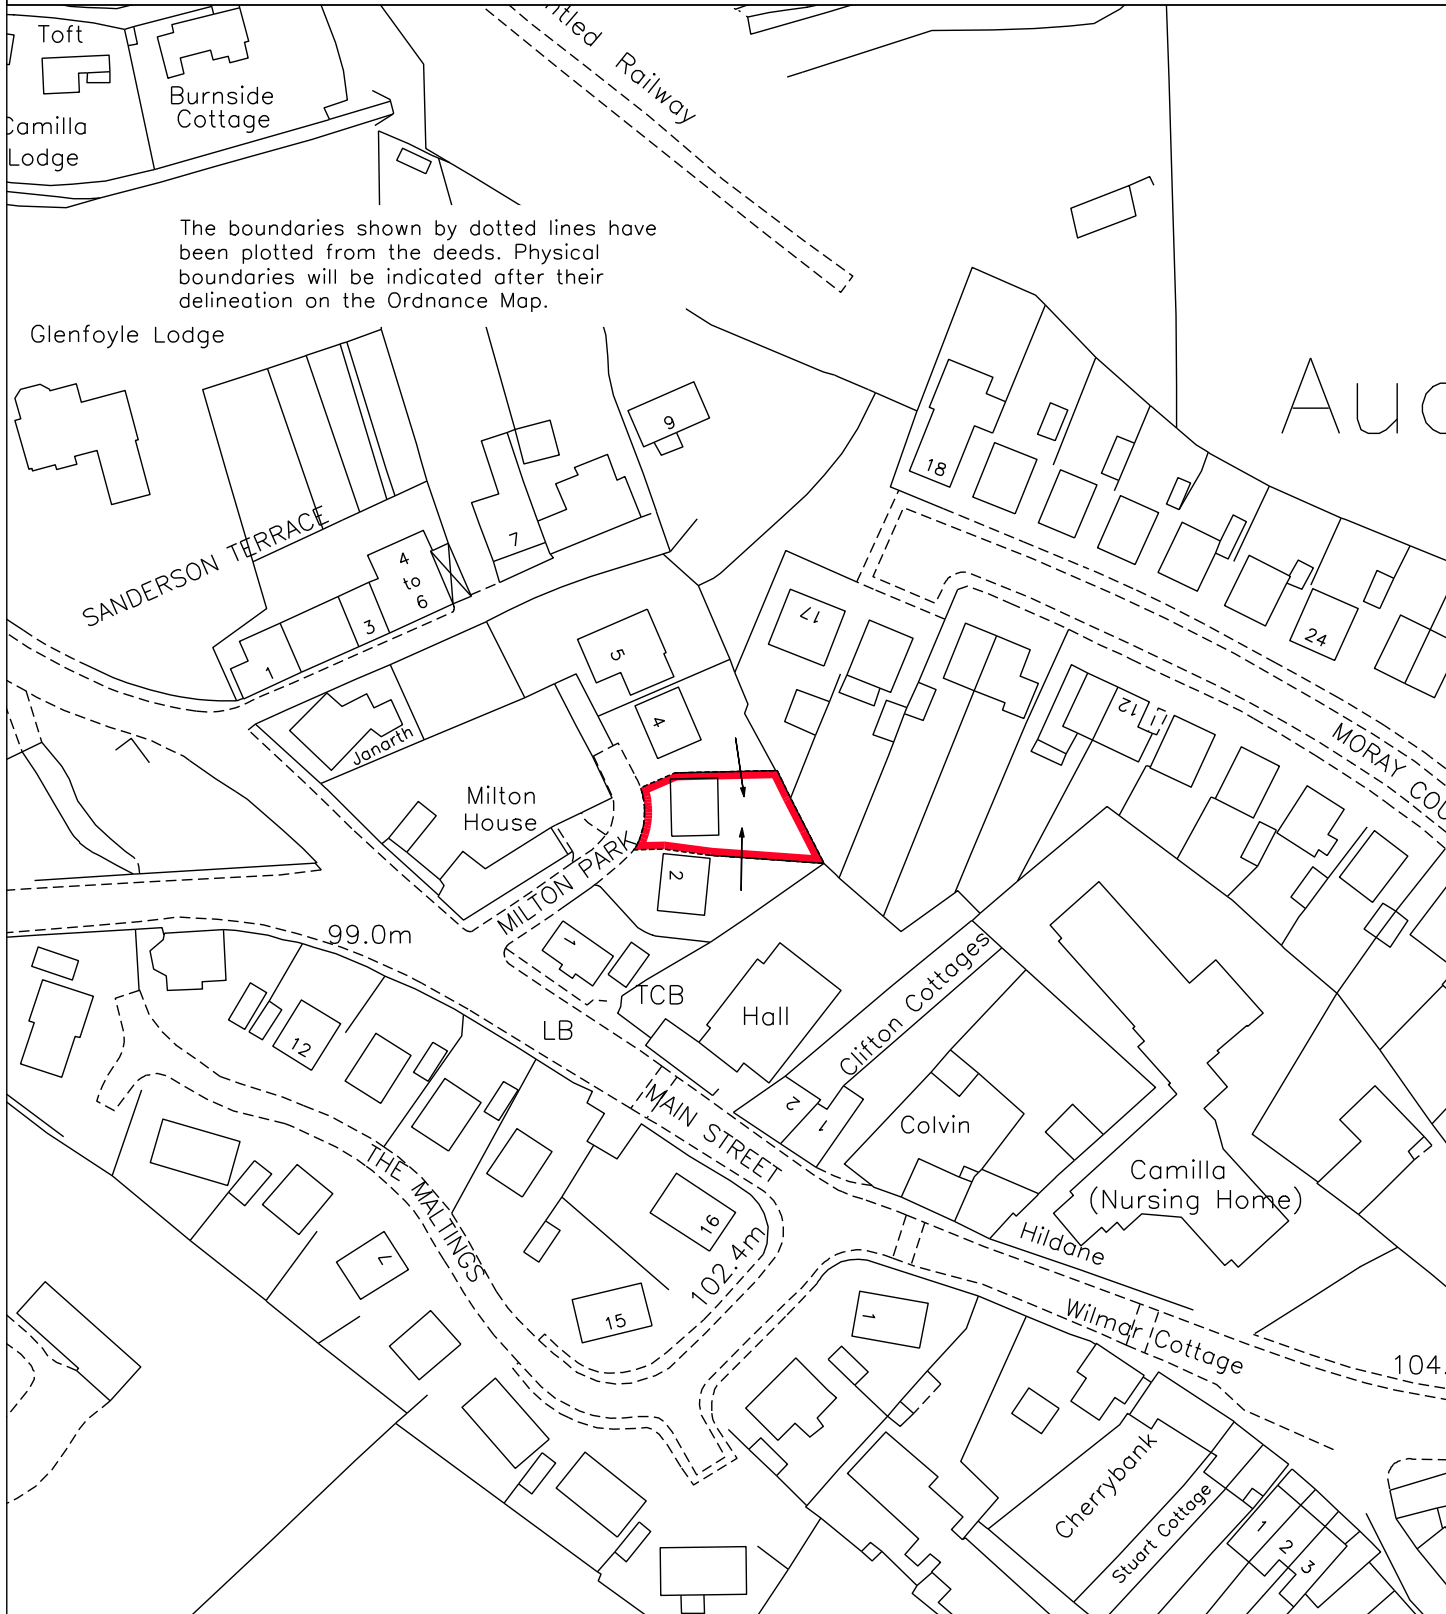 Toft
Burnside
Cottage
Camilla
Lodge
Railway
The boundaries shown by dotted lines have
been plotted from the deeds. Physical
boundaries will be indicated after their
delineation on the Ordnance Map.
Glenfoyle Lodge
9
18
7
SANDERSON TERRACE
4
to
6
3
1
17
24
5
4
12
Janarth
MORAY COU
Milton
House
MILTON PARK
2
1
99.0m
TCB
LB
Hall
Clifton Cottages
12
MAIN STREET
2
1
Colvin
Camilla
(Nursing Home)
THE MALTINGS
16
102.4m
Hildane
7
15
1
Wilmar Cottage
104.
Cherrybank
Stuart Cottage
1
2
3